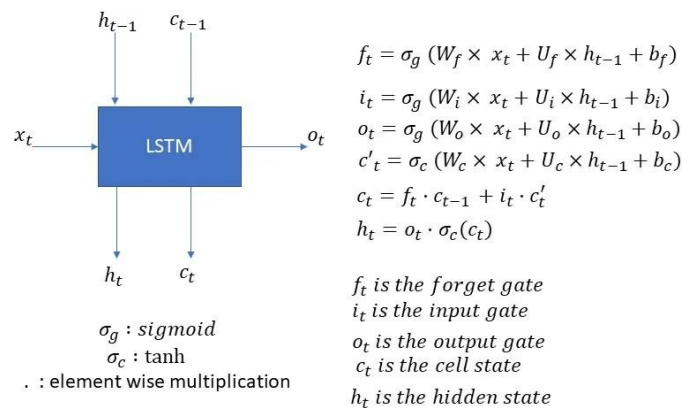 h_{t-1} c_{t-1}
x_t LSTM o_t
h_t c_t
σ_g : sigmoid
σ_c : tanh
. : element wise multiplication
f_t = σ_g (W_f × x_t + U_f × h_{t-1} + b_f)
i_t = σ_g (W_i × x_t + U_i × h_{t-1} + b_i)
o_t = σ_g (W_o × x_t + U_o × h_{t-1} + b_o)
c'_t = σ_c (W_c × x_t + U_c × h_{t-1} + b_c)
c_t = f_t · c_{t-1} + i_t · c'_t
h_t = o_t · σ_c(c_t)
f_t is the forget gate
i_t is the input gate
o_t is the output gate
c_t is the cell state
h_t is the hidden state